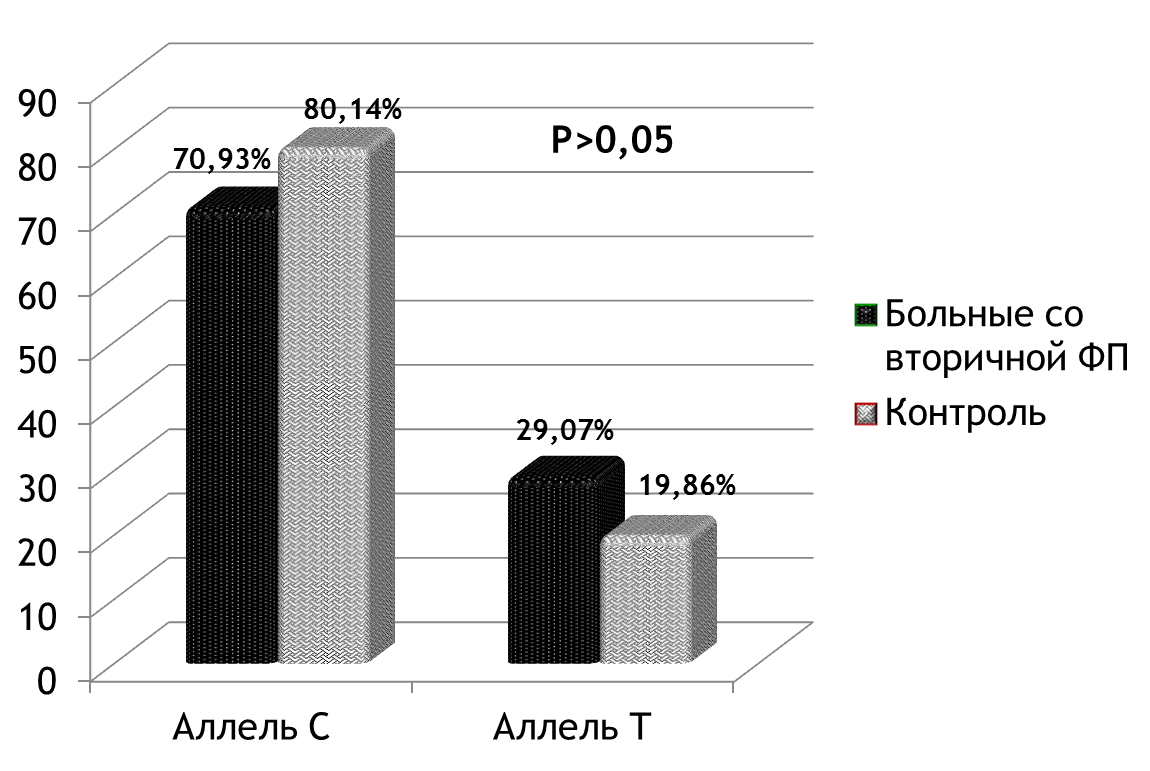 90
80
70
60
50
40
30
20
10
0
70,93%
80,14%
P>0,05
29,07%
19,86%
Аллель С
Аллель Т
Больные со
вторичной ФП
Контроль